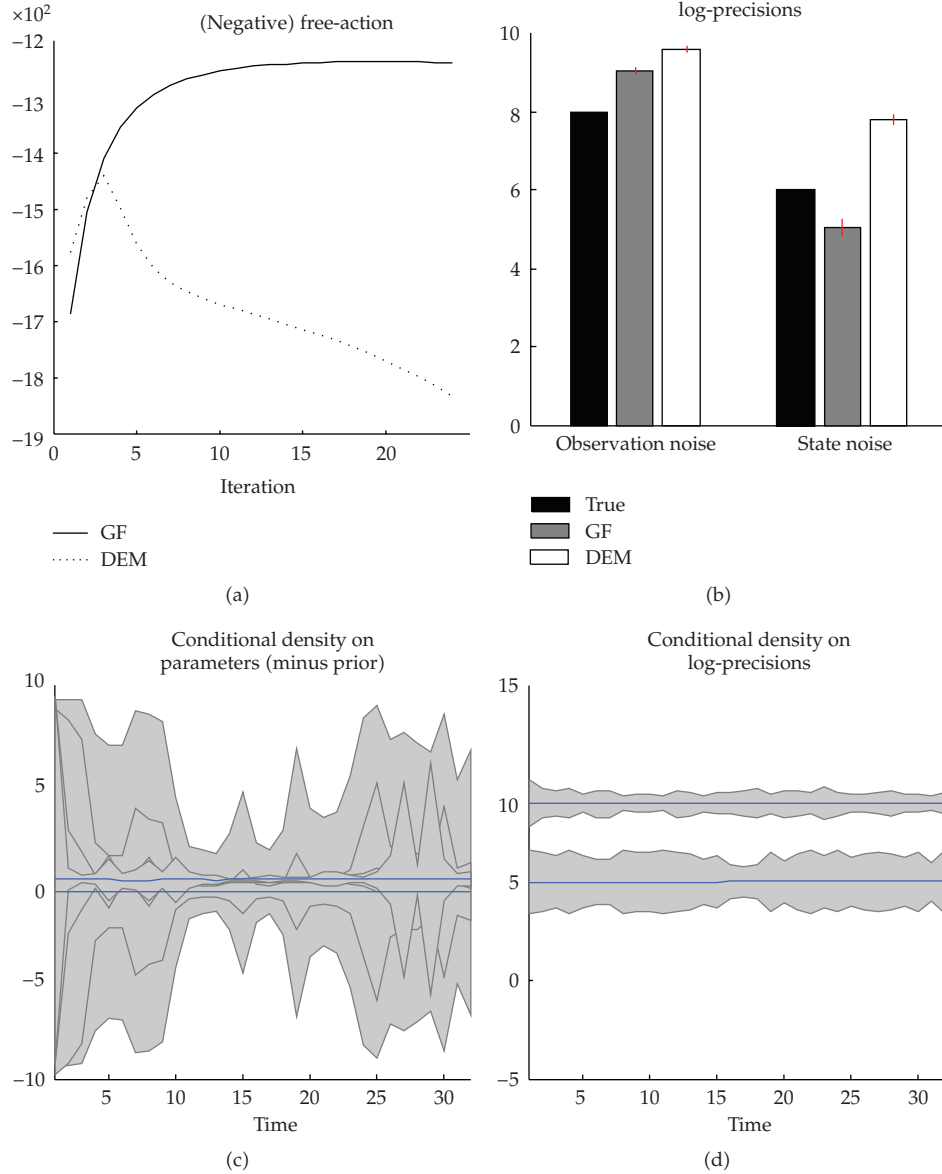 ×10²
(Negative) free-action
−12
−13
−14
−15
−16
−17
−18
−19
0
5
10
15
20
Iteration
GF
DEM
(a)
log-precisions
10
8
6
4
2
0
Observation noise
State noise
True
GF
DEM
(b)
Conditional density on
parameters (minus prior)
10
5
0
−5
−10
5
10
15
20
25
30
Time
(c)
Conditional density on
log-precisions
15
10
5
0
−5
5
10
15
20
25
30
Time
(d)